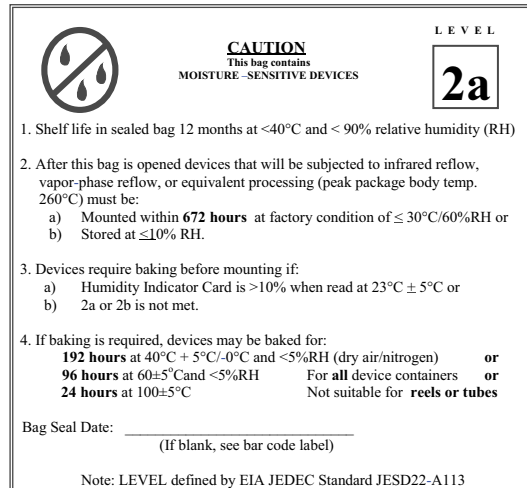 LEVEL
2a
CAUTION
This bag contains
MOISTURE –SENSITIVE DEVICES
1. Shelf life in sealed bag 12 months at <40°C and < 90% relative humidity (RH)
2. After this bag is opened devices that will be subjected to infrared reflow,
vapor-phase reflow, or equivalent processing (peak package body temp.
260°C) must be:
a) Mounted within 672 hours at factory condition of ≤ 30°C/60%RH or
b) Stored at ≤10% RH.
3. Devices require baking before mounting if:
a) Humidity Indicator Card is >10% when read at 23°C ± 5°C or
b) 2a or 2b is not met.
4. If baking is required, devices may be baked for:
192 hours at 40°C + 5°C/-0°C and <5%RH (dry air/nitrogen) or
96 hours at 60±5°Cand <5%RH For all device containers or
24 hours at 100±5°C Not suitable for reels or tubes
Bag Seal Date: ______________________________
(If blank, see bar code label)
Note: LEVEL defined by EIA JEDEC Standard JESD22-A113